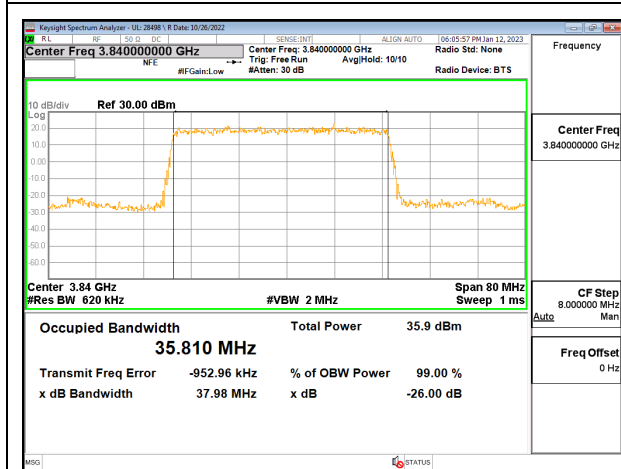 Keysight Spectrum Analyzer - UL: 28498 \ R Date: 10/26/2022
RL RF 50 Ω DC SENSE:INT ALIGN AUTO 06:05:57 PM Jan 12, 2023
Center Freq 3.840000000 GHz Center Freq: 3.840000000 GHz Radio Std: None Frequency
NFE Trig: Free Run Avg|Hold: 10/10
#IFGain:Low #Atten: 30 dB Radio Device: BTS
10 dB/div Ref 30.00 dBm
Log
20.0
10.0
0.00
-10.0
-20.0
-30.0
-40.0
-50.0
-60.0
Center Freq
3.840000000 GHz
Center 3.84 GHz Span 80 MHz
#Res BW 620 kHz #VBW 2 MHz Sweep 1 ms
CF Step
8.000000 MHz
Auto Man
Occupied Bandwidth Total Power 35.9 dBm
35.810 MHz
Transmit Freq Error -952.96 kHz % of OBW Power 99.00 %
x dB Bandwidth 37.98 MHz x dB -26.00 dB
Freq Offset
0 Hz
MSG STATUS